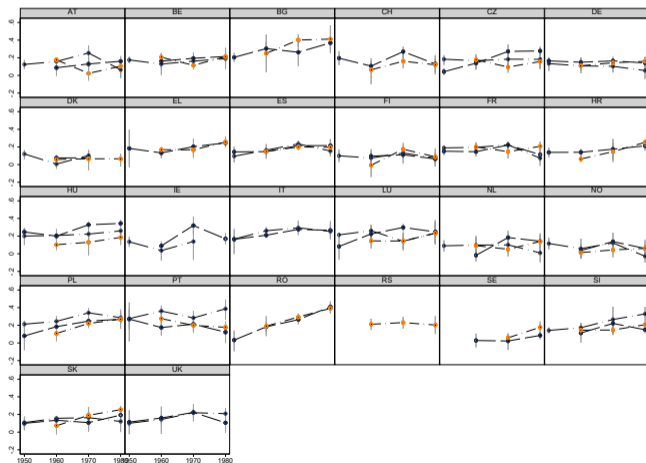 AT BE BG CH CZ DE
-.2 0 .2 .4 .6
DK EL ES FI FR HR
-.2 0 .2 .4 .6
HU IE IT LU NL NO
-.2 0 .2 .4 .6
PL PT RO RS SE SI
-.2 0 .2 .4 .6
SK UK
-.2 0 .2 .4 .6
1950 1960 1970 1980 1950 1960 1970 1980